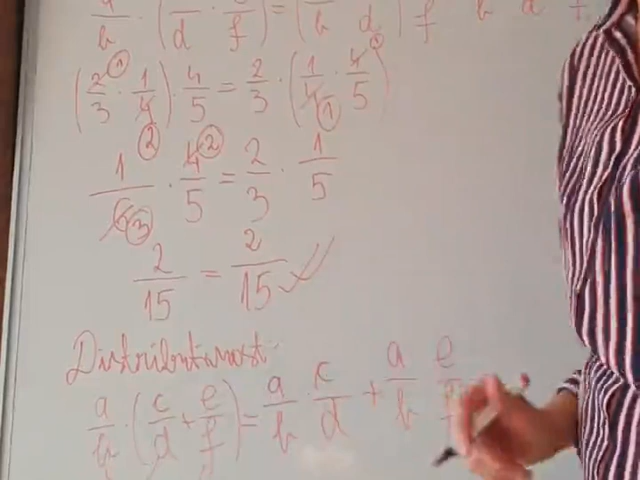 a/b · (c/d · e/f) = (a/b · c/d) · e/f
(2/3 · 1/4) · 4/5 = 2/3 · (1/4 · 4/5)
1/6 · 4/5 = 2/3 · 1/5
2/15 = 2/15 ✓
Distributivnost:
a/b · (c/d + e/f) = a/b · c/d + a/b · e/f